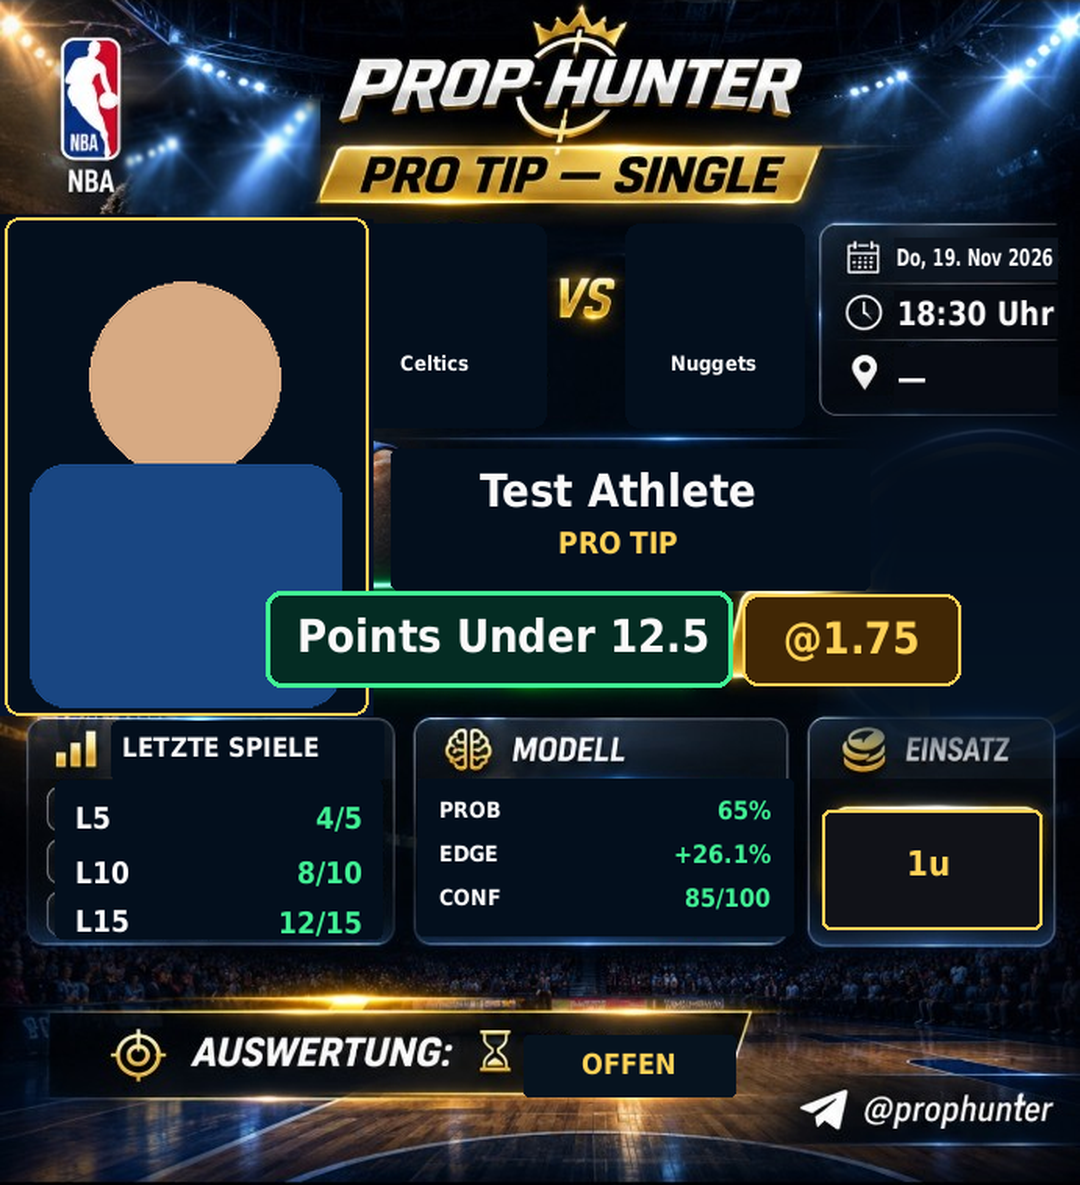 NBA
NBA
PROP HUNTER
PRO TIP — SINGLE
Celtics
VS
Nuggets
Do, 19. Nov 2026
18:30 Uhr
—
Test Athlete
PRO TIP
Points Under 12.5
@1.75
LETZTE SPIELE
L5 4/5
L10 8/10
L15 12/15
MODELL
PROB 65%
EDGE +26.1%
CONF 85/100
EINSATZ
1u
AUSWERTUNG:
OFFEN
@prophunter